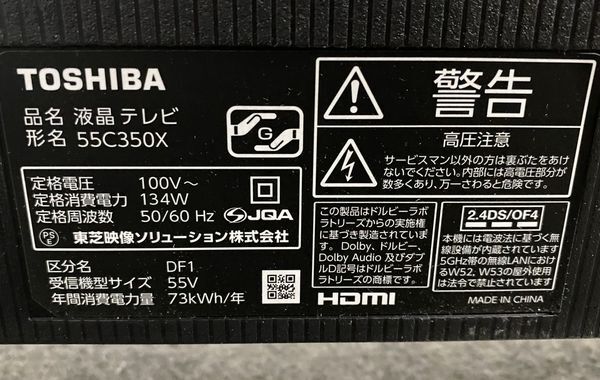 TOSHIBA
品名 液晶 テレビ
形名 55C350X
G
定格電圧 100V～
定格消費電力 134W
定格周波数 50/60 Hz
JQA
PS
E
東芝映像ソリューション株式会社
区分名 DF1
受信機型サイズ 55V
年間消費電力量 73kWh/年
警告
高圧注意
サービスマン以外の方は裏ぶたをあけ
ないでください。内部には高電圧部分が
数多くあり、万一さわると危険です。
この製品はドルビーラボ
ラトリーズからの実施権
に基づき製造されています。
Dolby、ドルビー、
Dolby Audio 及びダブ
ルD記号はドルビーラボ
ラトリーズの商標です。
HDMI
2.4DS/OF4
本機には電波法に基づく無
線設備が内蔵されています
5GHz帯の無線LANにおけ
るW52、W53の屋外使用
は法令で禁止されています
MADE IN CHINA